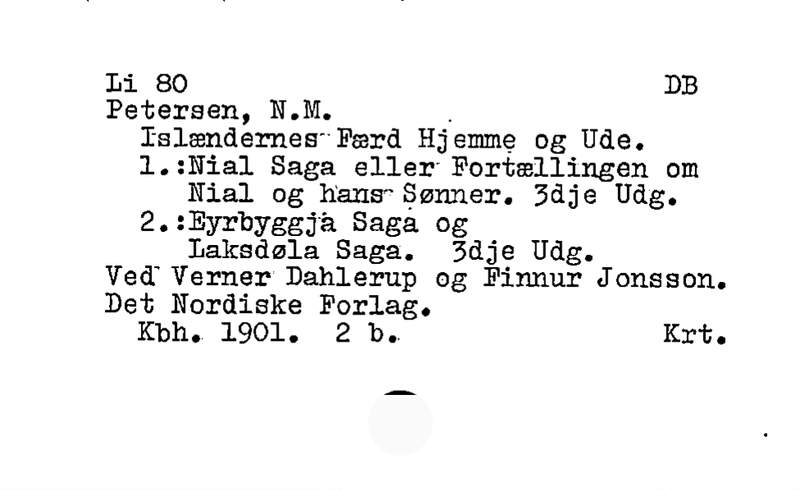 Li 80 DB
Petersen, N.M.
Islændernes Færd Hjemme og Ude.
1.:Nial Saga eller Fortællingen om
Nial og hans Sønner. 3dje Udg.
2.:Eyrbyggja Saga og
Laksdøla Saga. 3dje Udg.
Ved Verner Dahlerup og Finnur Jonsson.
Det Nordiske Forlag.
Kbh. 1901. 2 b. Krt.